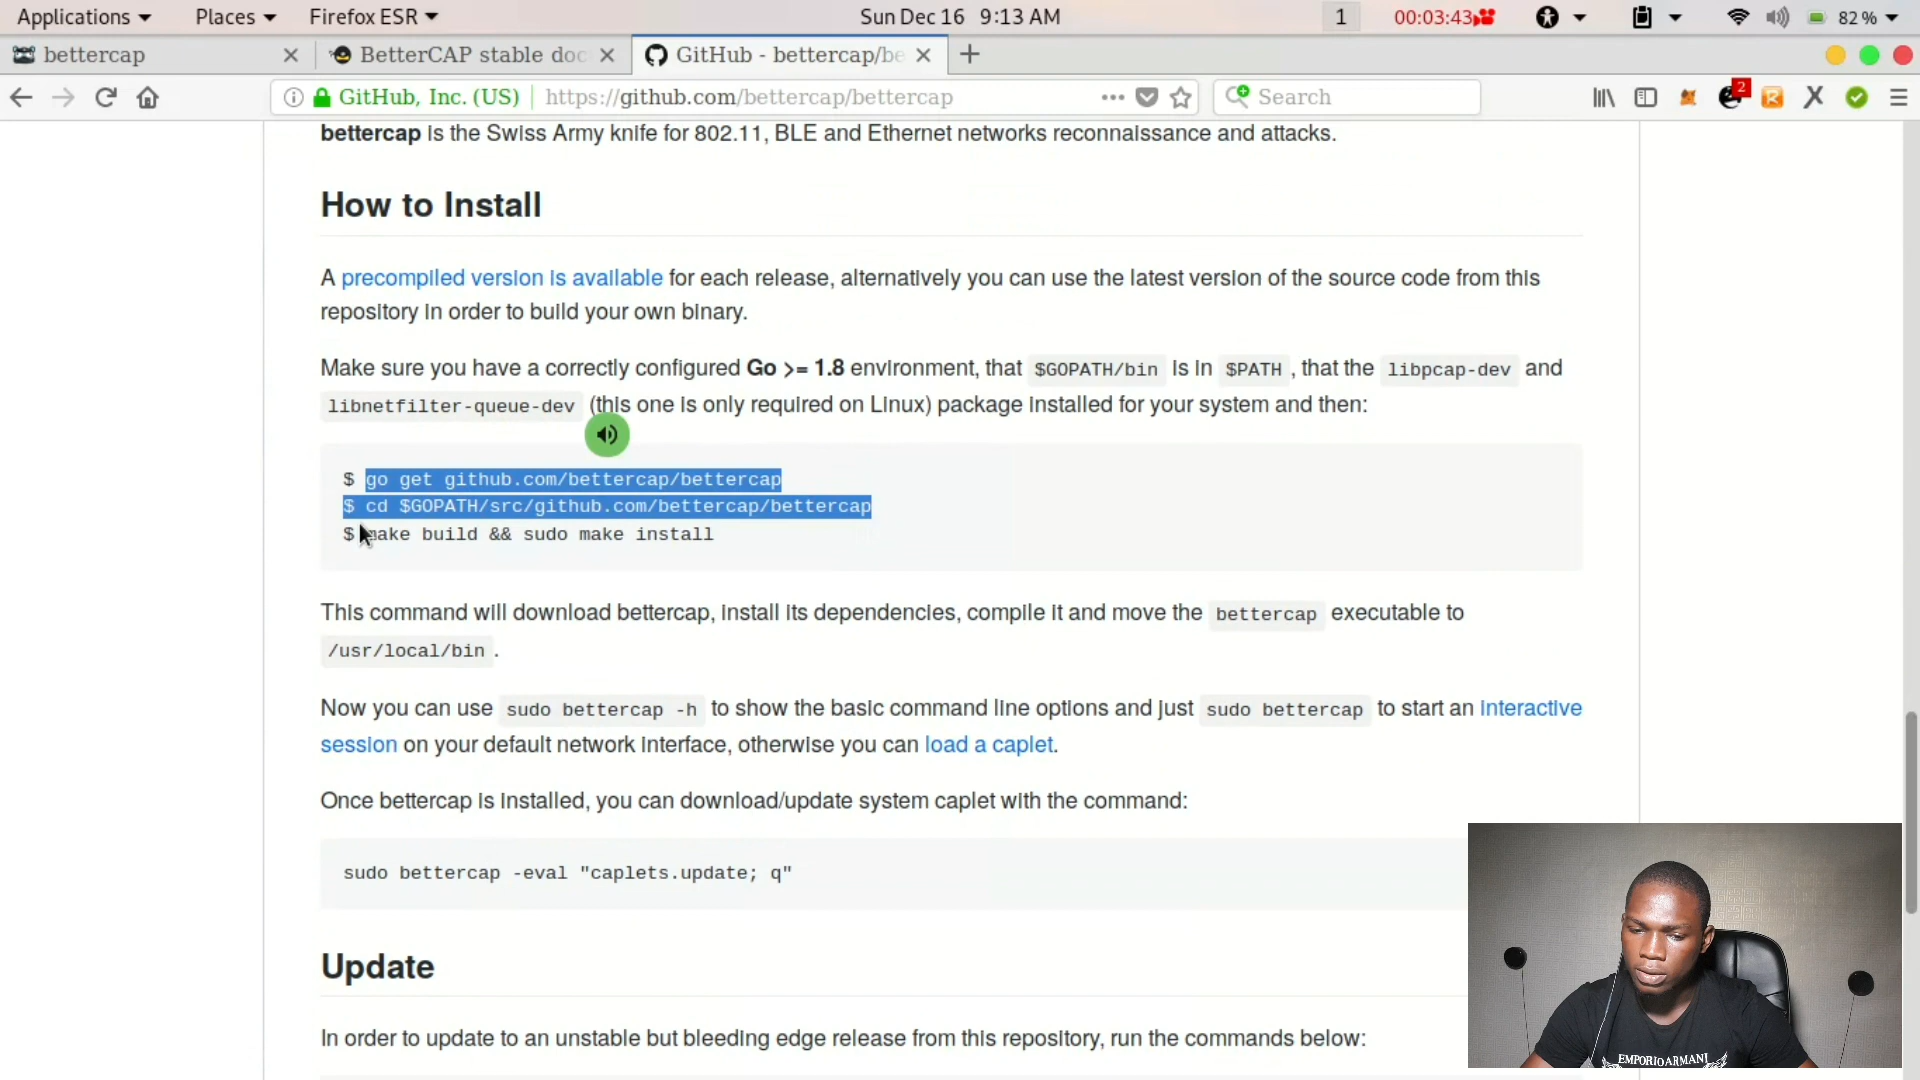 Applications Places Firefox ESR Sun Dec 16 9:13 AM 1 00:03:43 82 %
bettercap BetterCAP stable doc GitHub - bettercap/be
GitHub, Inc. (US) https://github.com/bettercap/bettercap Search 2
bettercap is the Swiss Army knife for 802.11, BLE and Ethernet networks reconnaissance and attacks.
How to Install
A precompiled version is available for each release, alternatively you can use the latest version of the source code from this
repository in order to build your own binary.
Make sure you have a correctly configured Go >= 1.8 environment, that $GOPATH/bin is in $PATH , that the libpcap-dev and
libnetfilter-queue-dev (this one is only required on Linux) package installed for your system and then:
$ go get github.com/bettercap/bettercap
$ cd $GOPATH/src/github.com/bettercap/bettercap
$ make build && sudo make install
This command will download bettercap, install its dependencies, compile it and move the bettercap executable to
/usr/local/bin .
Now you can use sudo bettercap -h to show the basic command line options and just sudo bettercap to start an interactive
session on your default network interface, otherwise you can load a caplet.
Once bettercap is installed, you can download/update system caplet with the command:
sudo bettercap -eval "caplets.update; q"
Update
In order to update to an unstable but bleeding edge release from this repository, run the commands below:
EMPORIO ARMANI